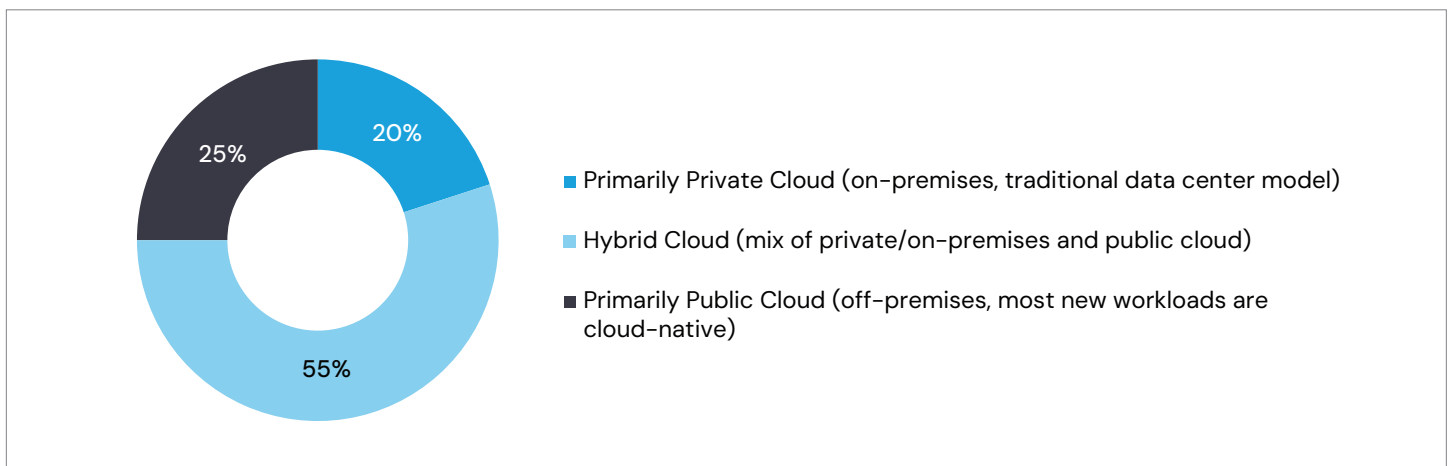 20%
25%
55%
Primarily Private Cloud (on-premises, traditional data center model)
Hybrid Cloud (mix of private/on-premises and public cloud)
Primarily Public Cloud (off-premises, most new workloads are
cloud-native)